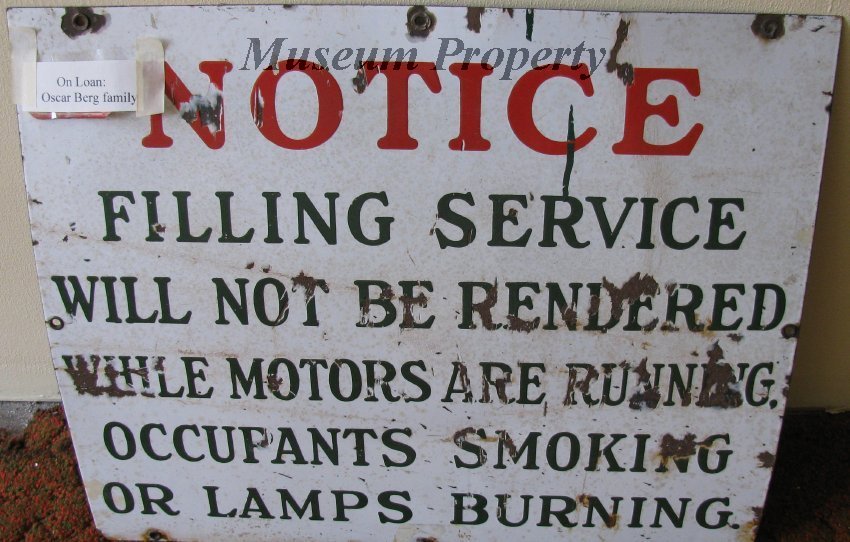 Museum Property
On Loan:
Oscar Berg family
NOTICE
FILLING SERVICE
WILL NOT BE RENDERED
WHILE MOTORS ARE RUNNING.
OCCUPANTS SMOKING
OR LAMPS BURNING.